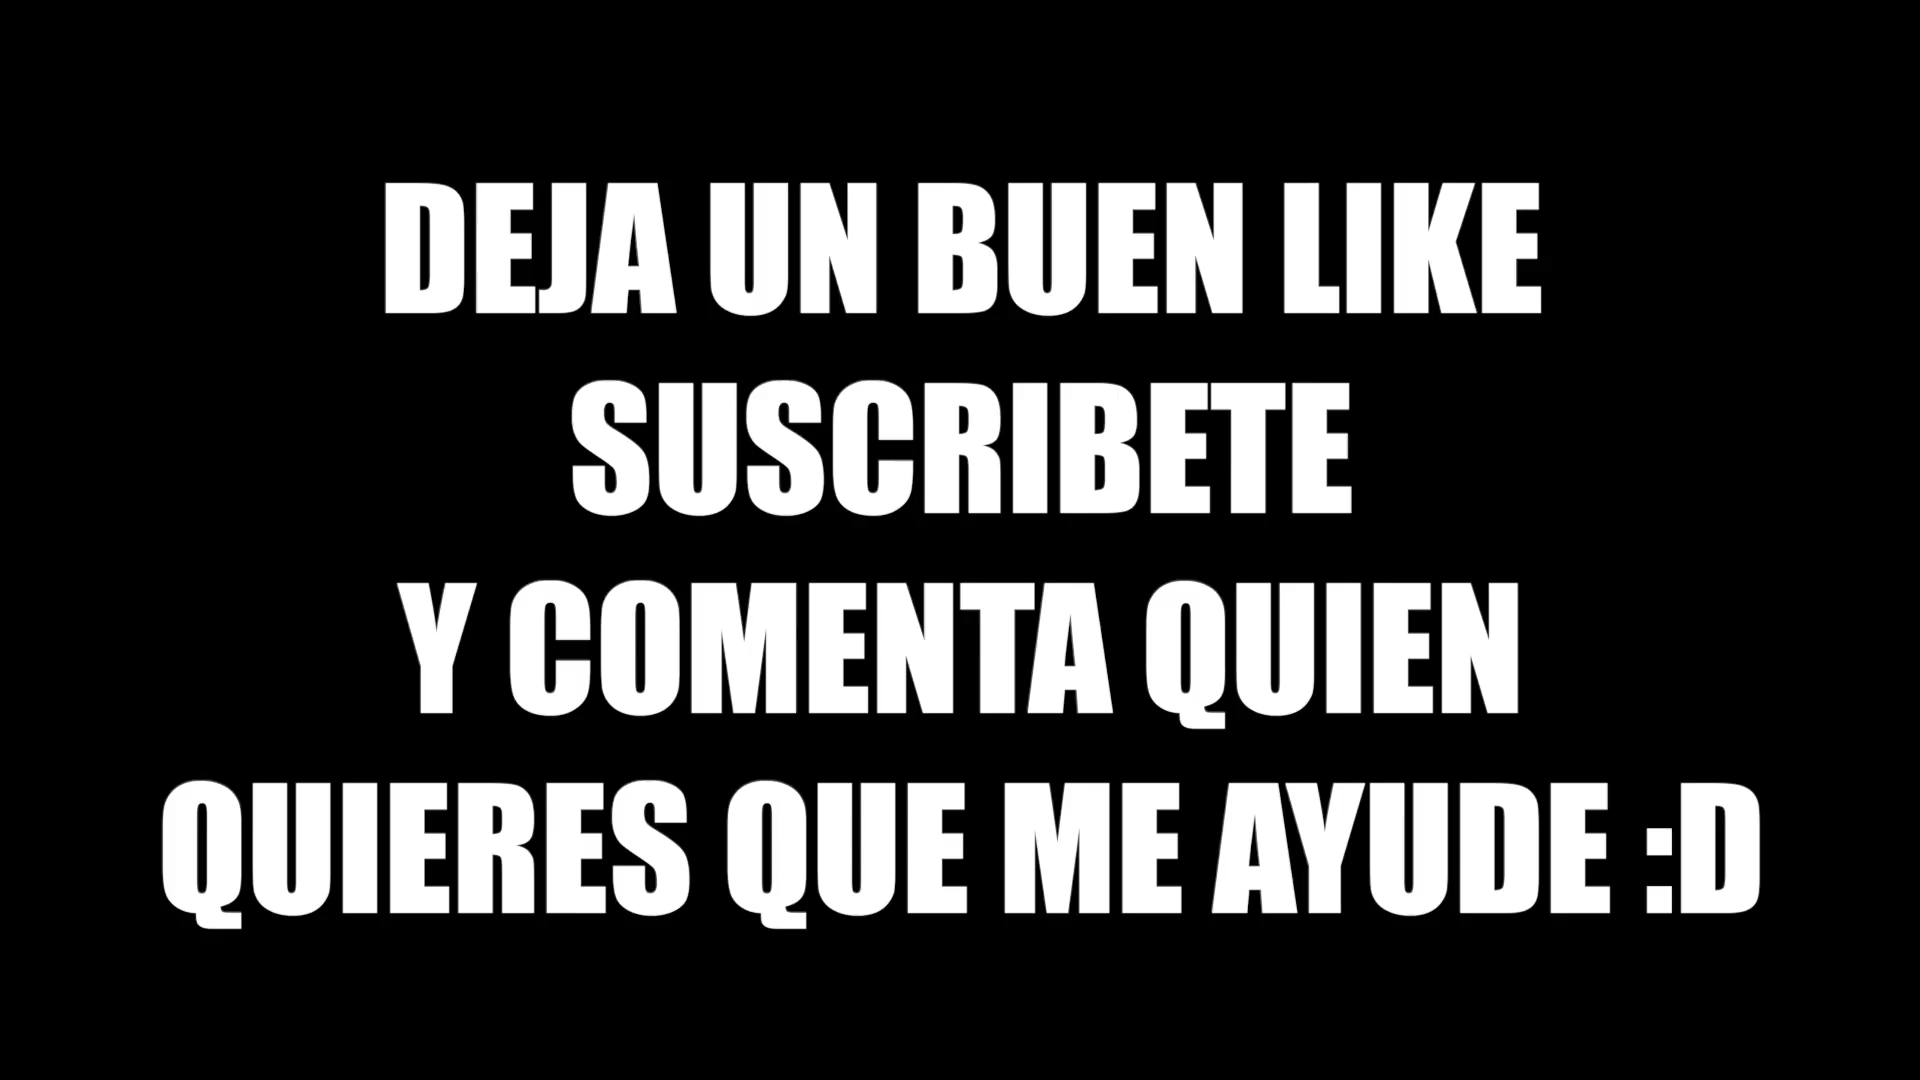 DEJA UN BUEN LIKE
SUSCRIBETE
Y COMENTA QUIEN
QUIERES QUE ME AYUDE :D